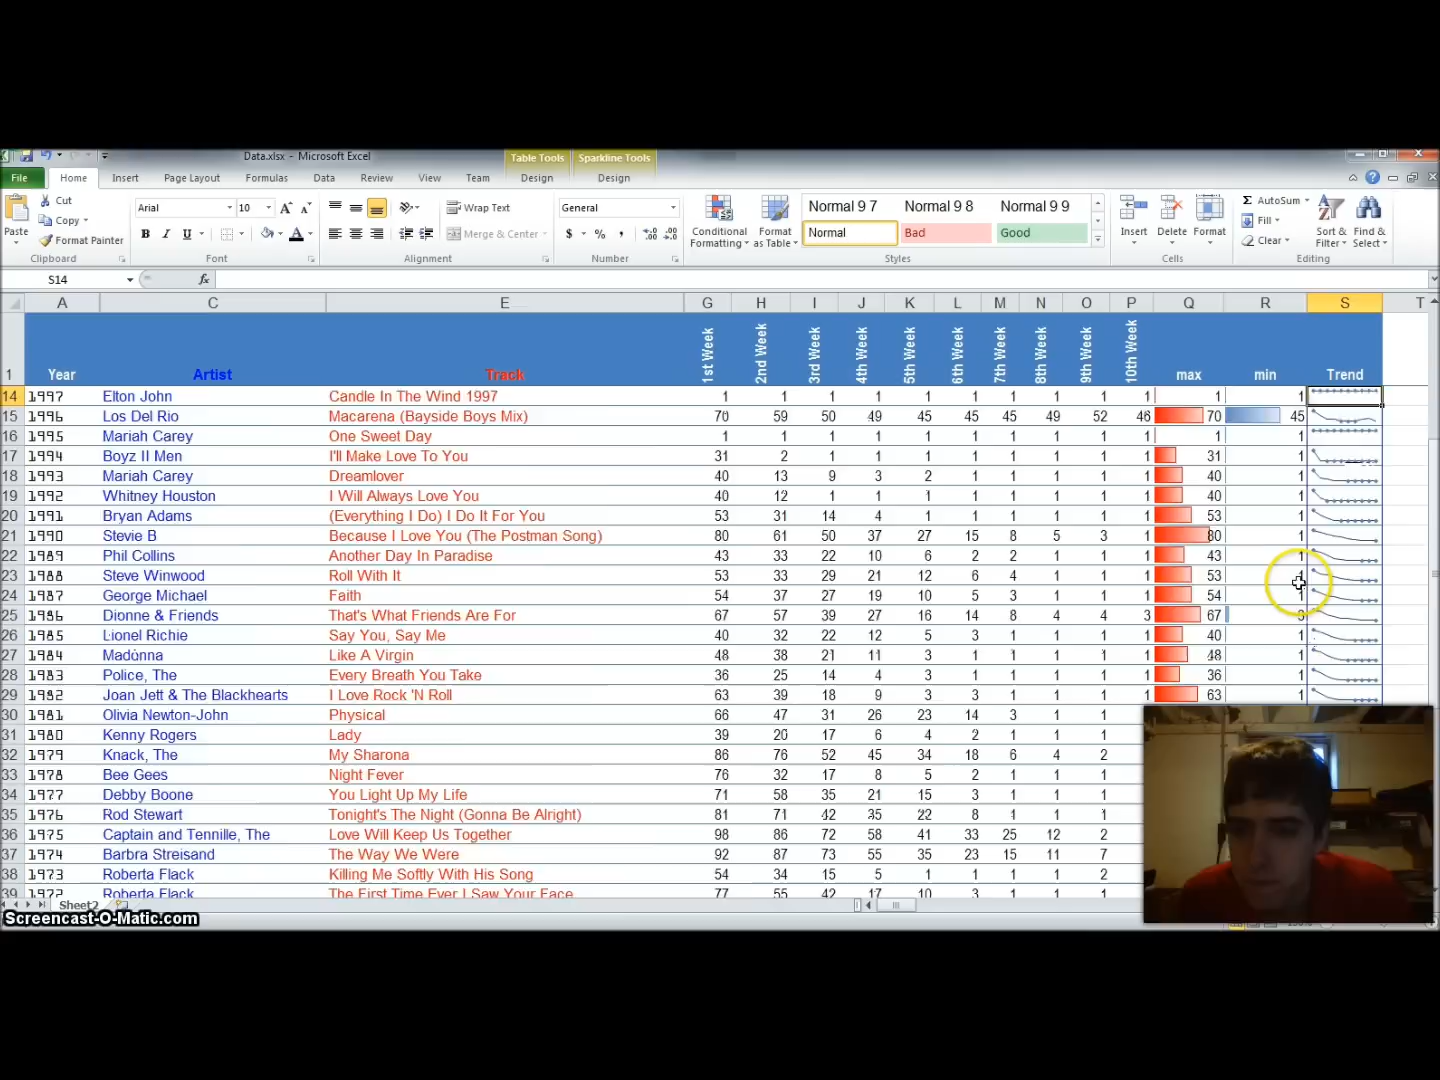 Data.xlsx - Microsoft Excel
Table Tools
Sparkline Tools
File Home Insert Page Layout Formulas Data Review View Team Design Design
Paste
Cut
Copy
Format Painter
Clipboard
Arial 10
B I U
Font
Wrap Text
Merge & Center
Alignment
General
$ % ,
Number
Conditional Formatting
Format as Table
Normal 9 7 Normal 9 8 Normal 9 9
Normal Bad Good
Styles
Insert Delete Format
Cells
AutoSum
Fill
Clear
Sort & Filter
Find & Select
Editing
S14
fx
A C E G H I J K L M N O P Q R S T
1 Year Artist Track 1st Week 2nd Week 3rd Week 4th Week 5th Week 6th Week 7th Week 8th Week 9th Week 10th Week max min Trend
14 1997 Elton John Candle In The Wind 1997 1 1 1 1 1 1 1 1 1 1 1 1
15 1996 Los Del Rio Macarena (Bayside Boys Mix) 70 59 50 49 45 45 45 49 52 46 70 45
16 1995 Mariah Carey One Sweet Day 1 1 1 1 1 1 1 1 1 1 1 1
17 1994 Boyz II Men I'll Make Love To You 31 2 1 1 1 1 1 1 1 1 31 1
18 1993 Mariah Carey Dreamlover 40 13 9 3 2 1 1 1 1 1 40 1
19 1992 Whitney Houston I Will Always Love You 40 12 1 1 1 1 1 1 1 1 40 1
20 1991 Bryan Adams (Everything I Do) I Do It For You 53 31 14 4 1 1 1 1 1 1 53 1
21 1990 Stevie B Because I Love You (The Postman Song) 80 61 50 37 27 15 8 5 3 1 80 1
22 1989 Phil Collins Another Day In Paradise 43 33 22 10 6 2 2 1 1 1 43 1
23 1988 Steve Winwood Roll With It 53 33 29 21 12 6 4 1 1 1 53 1
24 1987 George Michael Faith 54 37 27 19 10 5 3 1 1 1 54 1
25 1986 Dionne & Friends That's What Friends Are For 67 57 39 27 16 14 8 4 4 3 67 3
26 1985 Lionel Richie Say You, Say Me 40 32 22 12 5 3 1 1 1 1 40 1
27 1984 Madonna Like A Virgin 48 38 21 11 3 1 1 1 1 1 48 1
28 1983 Police, The Every Breath You Take 36 25 14 4 3 1 1 1 1 1 36 1
29 1982 Joan Jett & The Blackhearts I Love Rock 'N Roll 63 39 18 9 3 3 1 1 1 1 63 1
30 1981 Olivia Newton-John Physical 66 47 31 26 23 14 3 1 1
31 1980 Kenny Rogers Lady 39 20 17 6 4 2 1 1 1
32 1979 Knack, The My Sharona 86 76 52 45 34 18 6 4 2
33 1978 Bee Gees Night Fever 76 32 17 8 5 2 1 1 1
34 1977 Debby Boone You Light Up My Life 71 58 35 21 15 3 1 1 1
35 1976 Rod Stewart Tonight's The Night (Gonna Be Alright) 81 71 42 35 22 8 1 1 1
36 1975 Captain and Tennille, The Love Will Keep Us Together 98 86 72 58 41 33 25 12 2
37 1974 Barbra Streisand The Way We Were 92 87 73 55 35 23 15 11 7
38 1973 Roberta Flack Killing Me Softly With His Song 54 34 15 5 1 1 1 1 2
39 1972 Roberta Flack The First Time Ever I Saw Your Face 77 55 42 17 10 3 1 1 1
Sheet2
Screencast-O-Matic.com